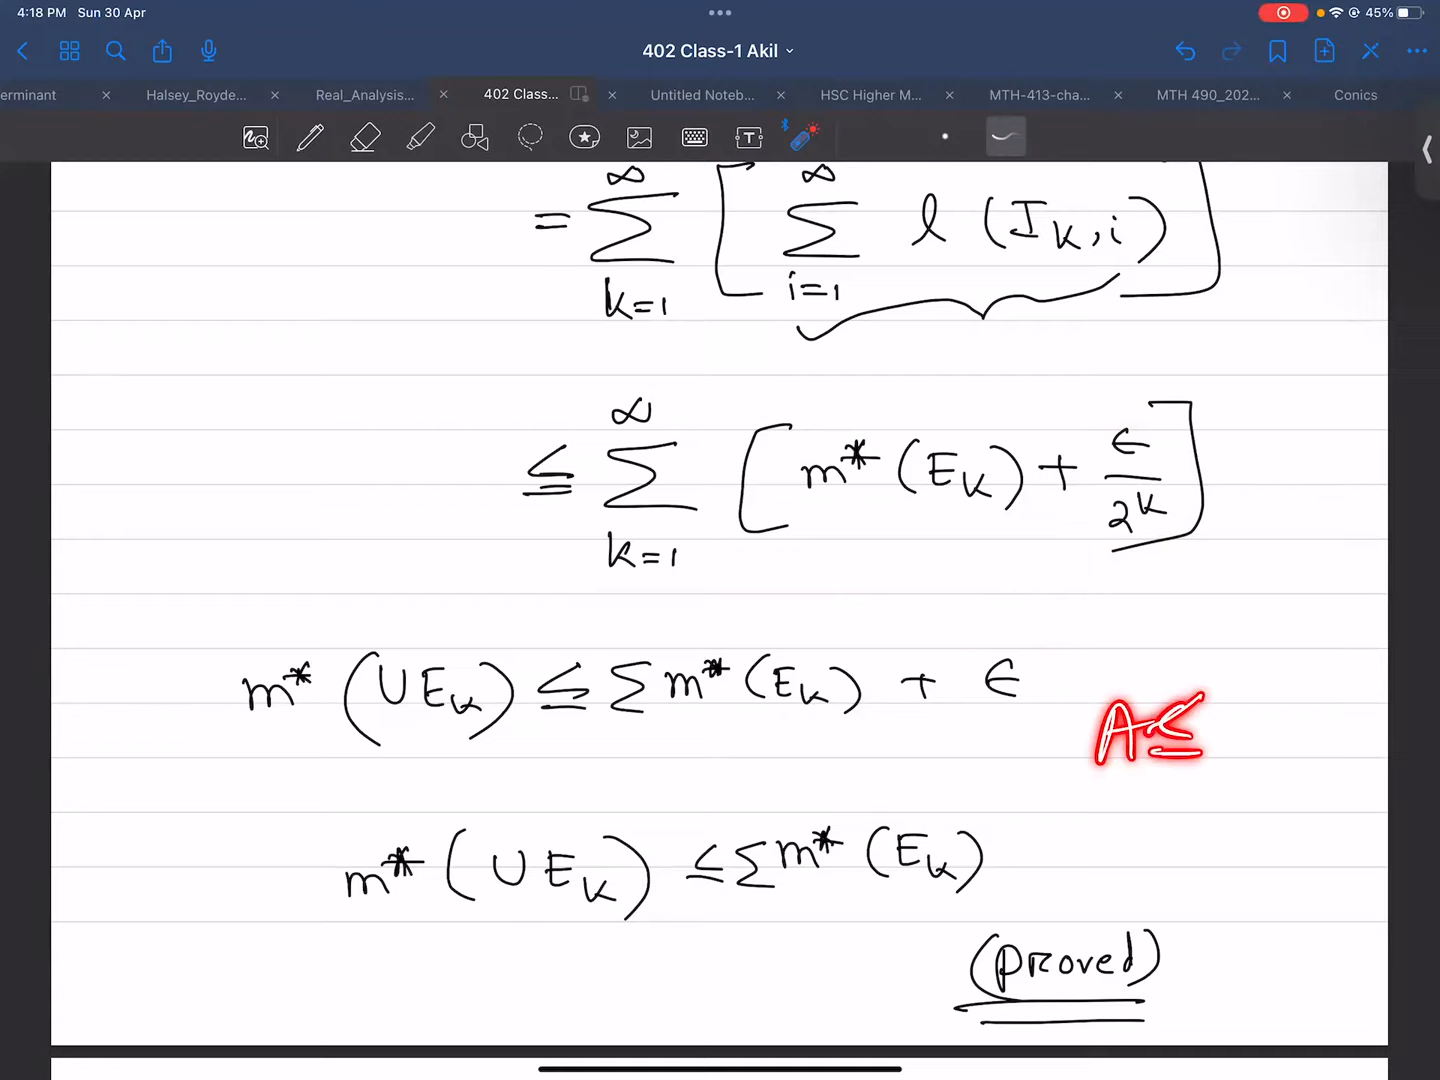 4:18 PM Sun 30 Apr
45%
402 Class-1 Akil
erminant
Halsey_Royde...
Real_Analysis...
402 Class...
Untitled Noteb...
HSC Higher M...
MTH-413-cha...
MTH 490_202...
Conics
= ∑_{k=1}^{∞} [ ∑_{i=1}^{∞} l (I_{k,i}) ]
≤ ∑_{k=1}^{∞} [ m* (E_k) + ϵ/2^k ]
m* (∪ E_k) ≤ ∑ m* (E_k) + ϵ
A ≤
m* (∪ E_k) ≤ ∑ m* (E_k)
(proved)